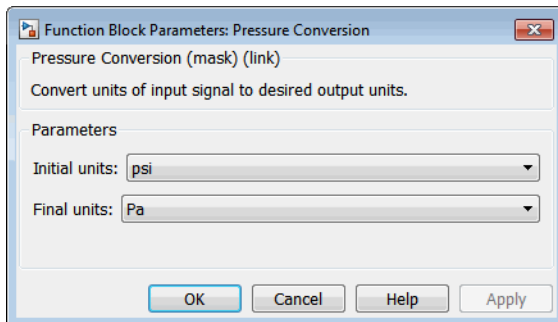 Function Block Parameters: Pressure Conversion
Pressure Conversion (mask) (link)
Convert units of input signal to desired output units.
Parameters
Initial units: psi
Final units: Pa
OK Cancel Help Apply